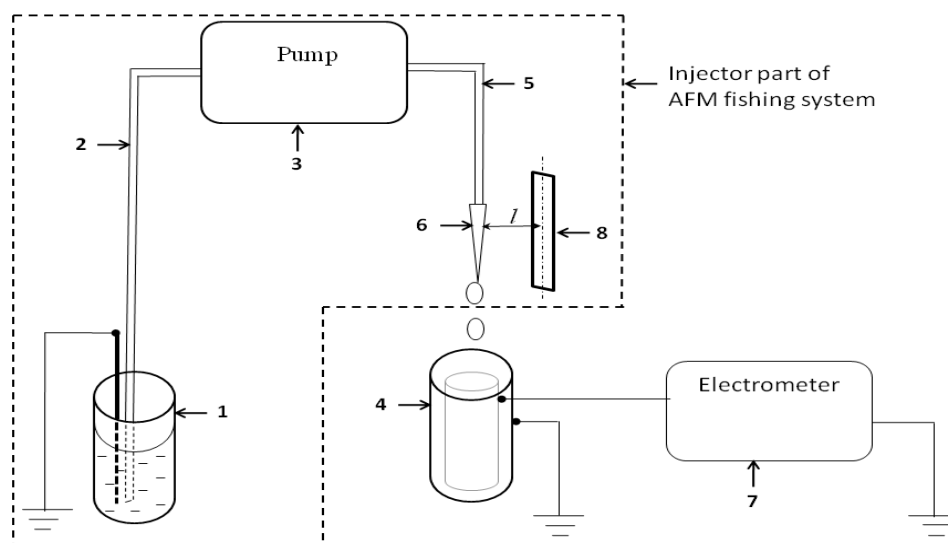 Pump
5
Injector part of
AFM fishing system
2
3
6
l
8
1
4
Electrometer
7